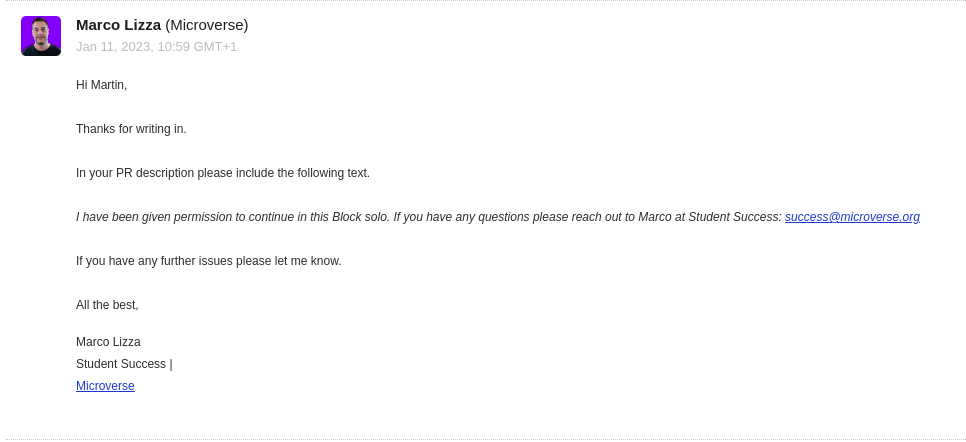 Marco Lizza (Microverse)
Jan 11, 2023, 10:59 GMT+1
Hi Martin,
Thanks for writing in.
In your PR description please include the following text.
I have been given permission to continue in this Block solo. If you have any questions please reach out to Marco at Student Success: success@microverse.org
If you have any further issues please let me know.
All the best,
Marco Lizza
Student Success |
Microverse